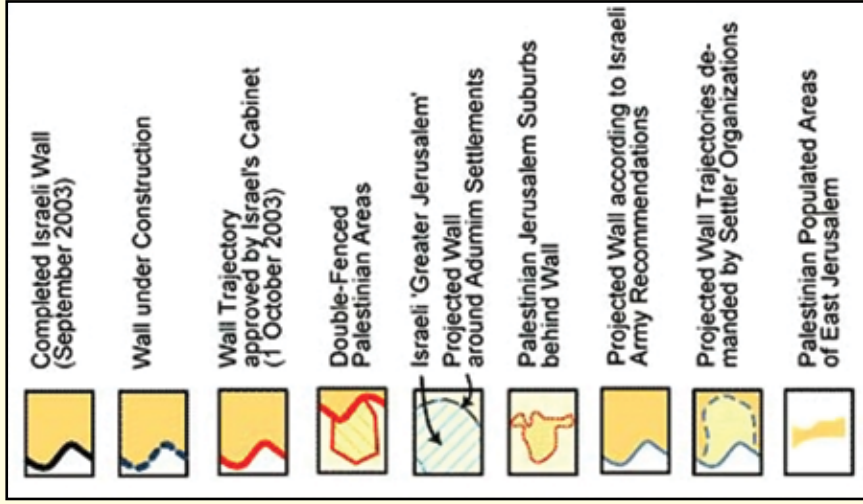 Completed Israeli Wall
(September 2003)
Wall under Construction
Wall Trajectory
approved by Israel's Cabinet
(1 October 2003)
Double-Fenced
Palestinian Areas
Israeli 'Greater Jerusalem'
Projected Wall
around Adumim Settlements
Palestinian Jerusalem Suburbs
behind Wall
Projected Wall according to Israeli
Army Recommendations
Projected Wall Trajectories de-
manded by Settler Organizations
Palestinian Populated Areas
of East Jerusalem